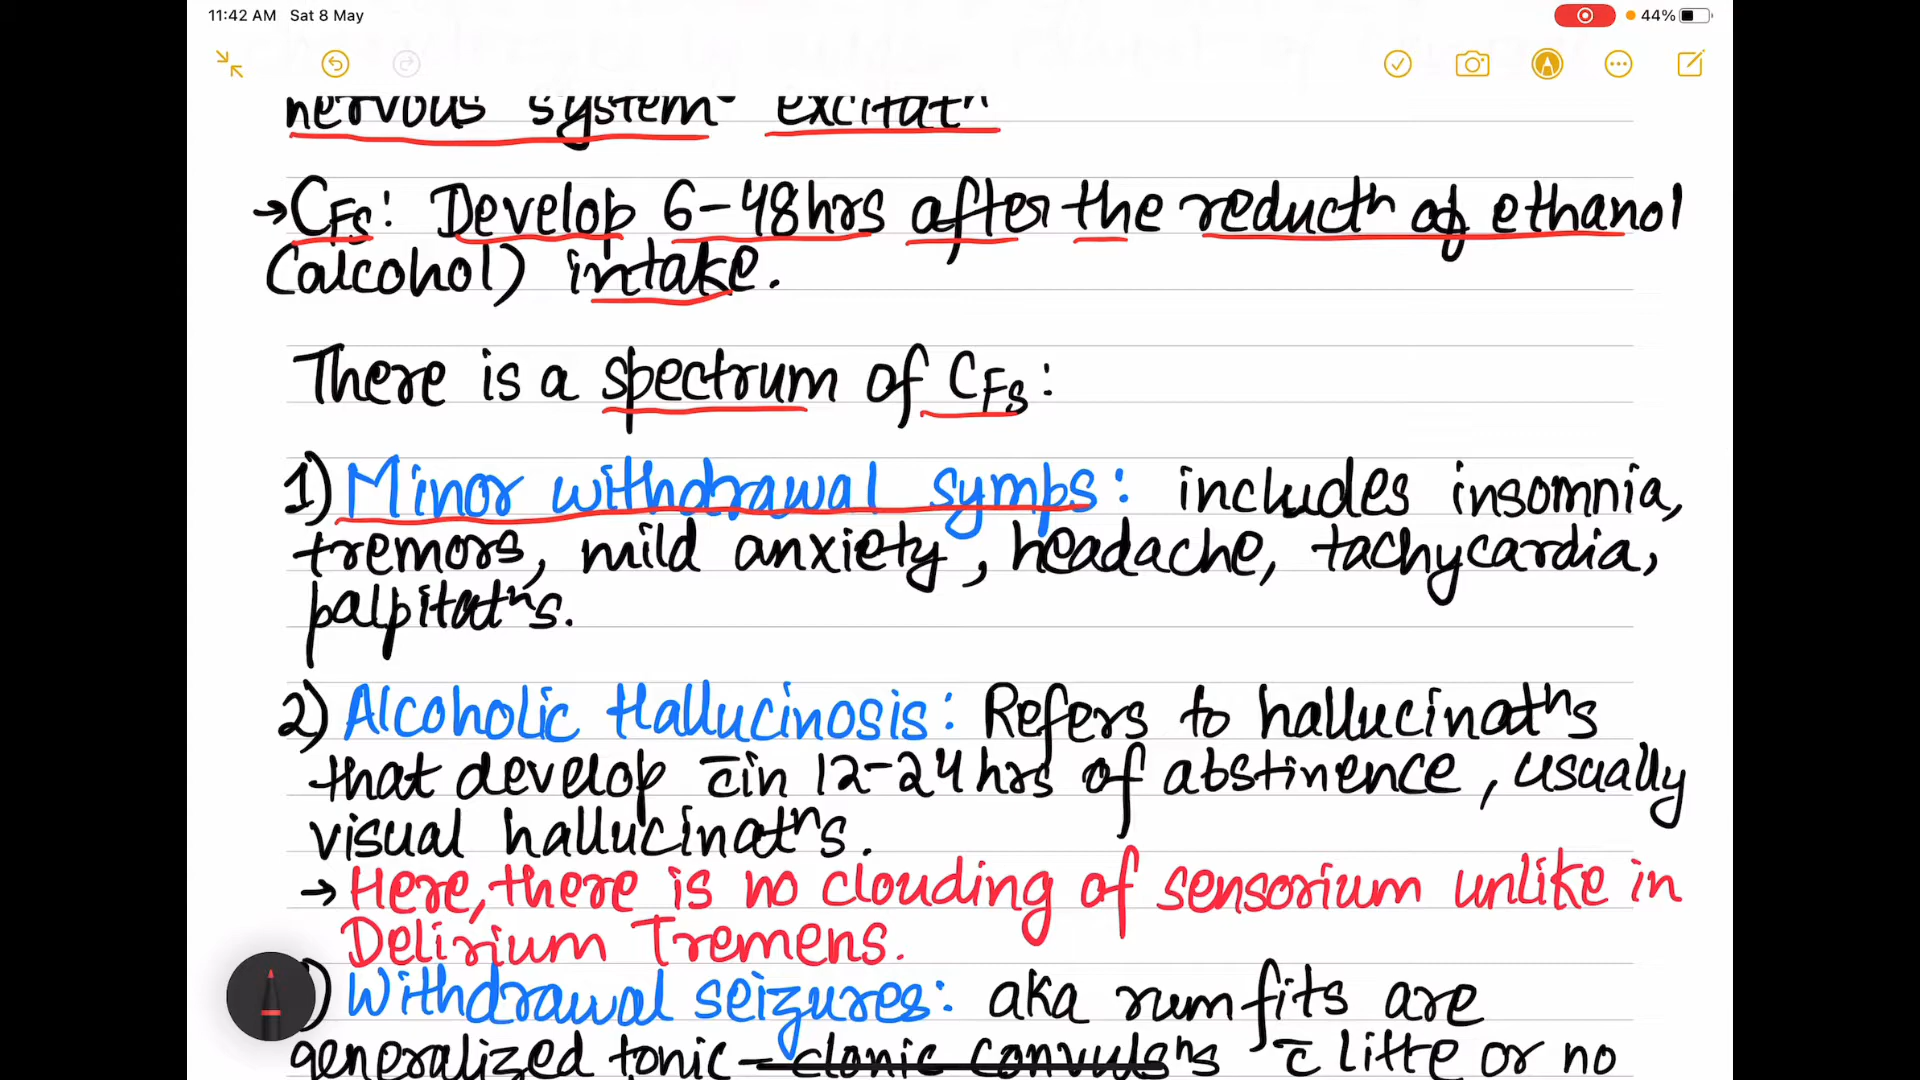 11:42 AM Sat 8 May
44%
nervous system excitatⁿ
→CFs: Develop 6-48hrs after the reductⁿ of ethanol
(alcohol) intake.
There is a spectrum of CFs:
1) Minor withdrawal symps: includes insomnia,
tremors, mild anxiety, headache, tachycardia,
palpitatⁿs.
2) Alcoholic Hallucinosis: Refers to hallucinatⁿs
that develop c̄in 12-24hrs of abstinence, usually
visual hallucinatⁿs.
→ Here, there is no clouding of sensorium unlike in
Delirium Tremens.
) Withdrawal seizures: aka rum fits are
generalized tonic-clonic convulsⁿs c̄ litte or no